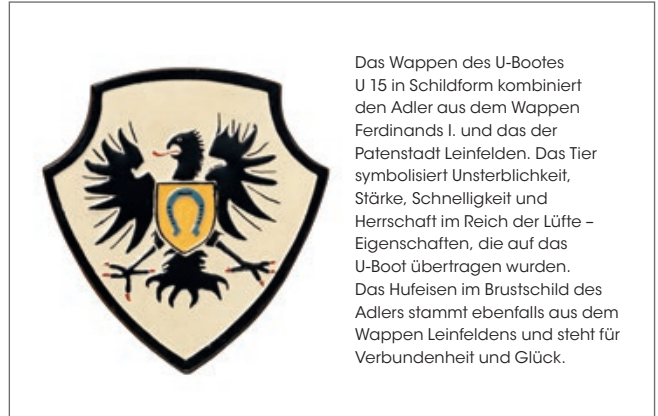 Das Wappen des U-Bootes
U 15 in Schildform kombiniert
den Adler aus dem Wappen
Ferdinands I. und das der
Patenstadt Leinfelden. Das Tier
symbolisiert Unsterblichkeit,
Stärke, Schnelligkeit und
Herrschaft im Reich der Lüfte –
Eigenschaften, die auf das
U-Boot übertragen wurden.
Das Hufeisen im Brustschild des
Adlers stammt ebenfalls aus dem
Wappen Leinfeldens und steht für
Verbundenheit und Glück.